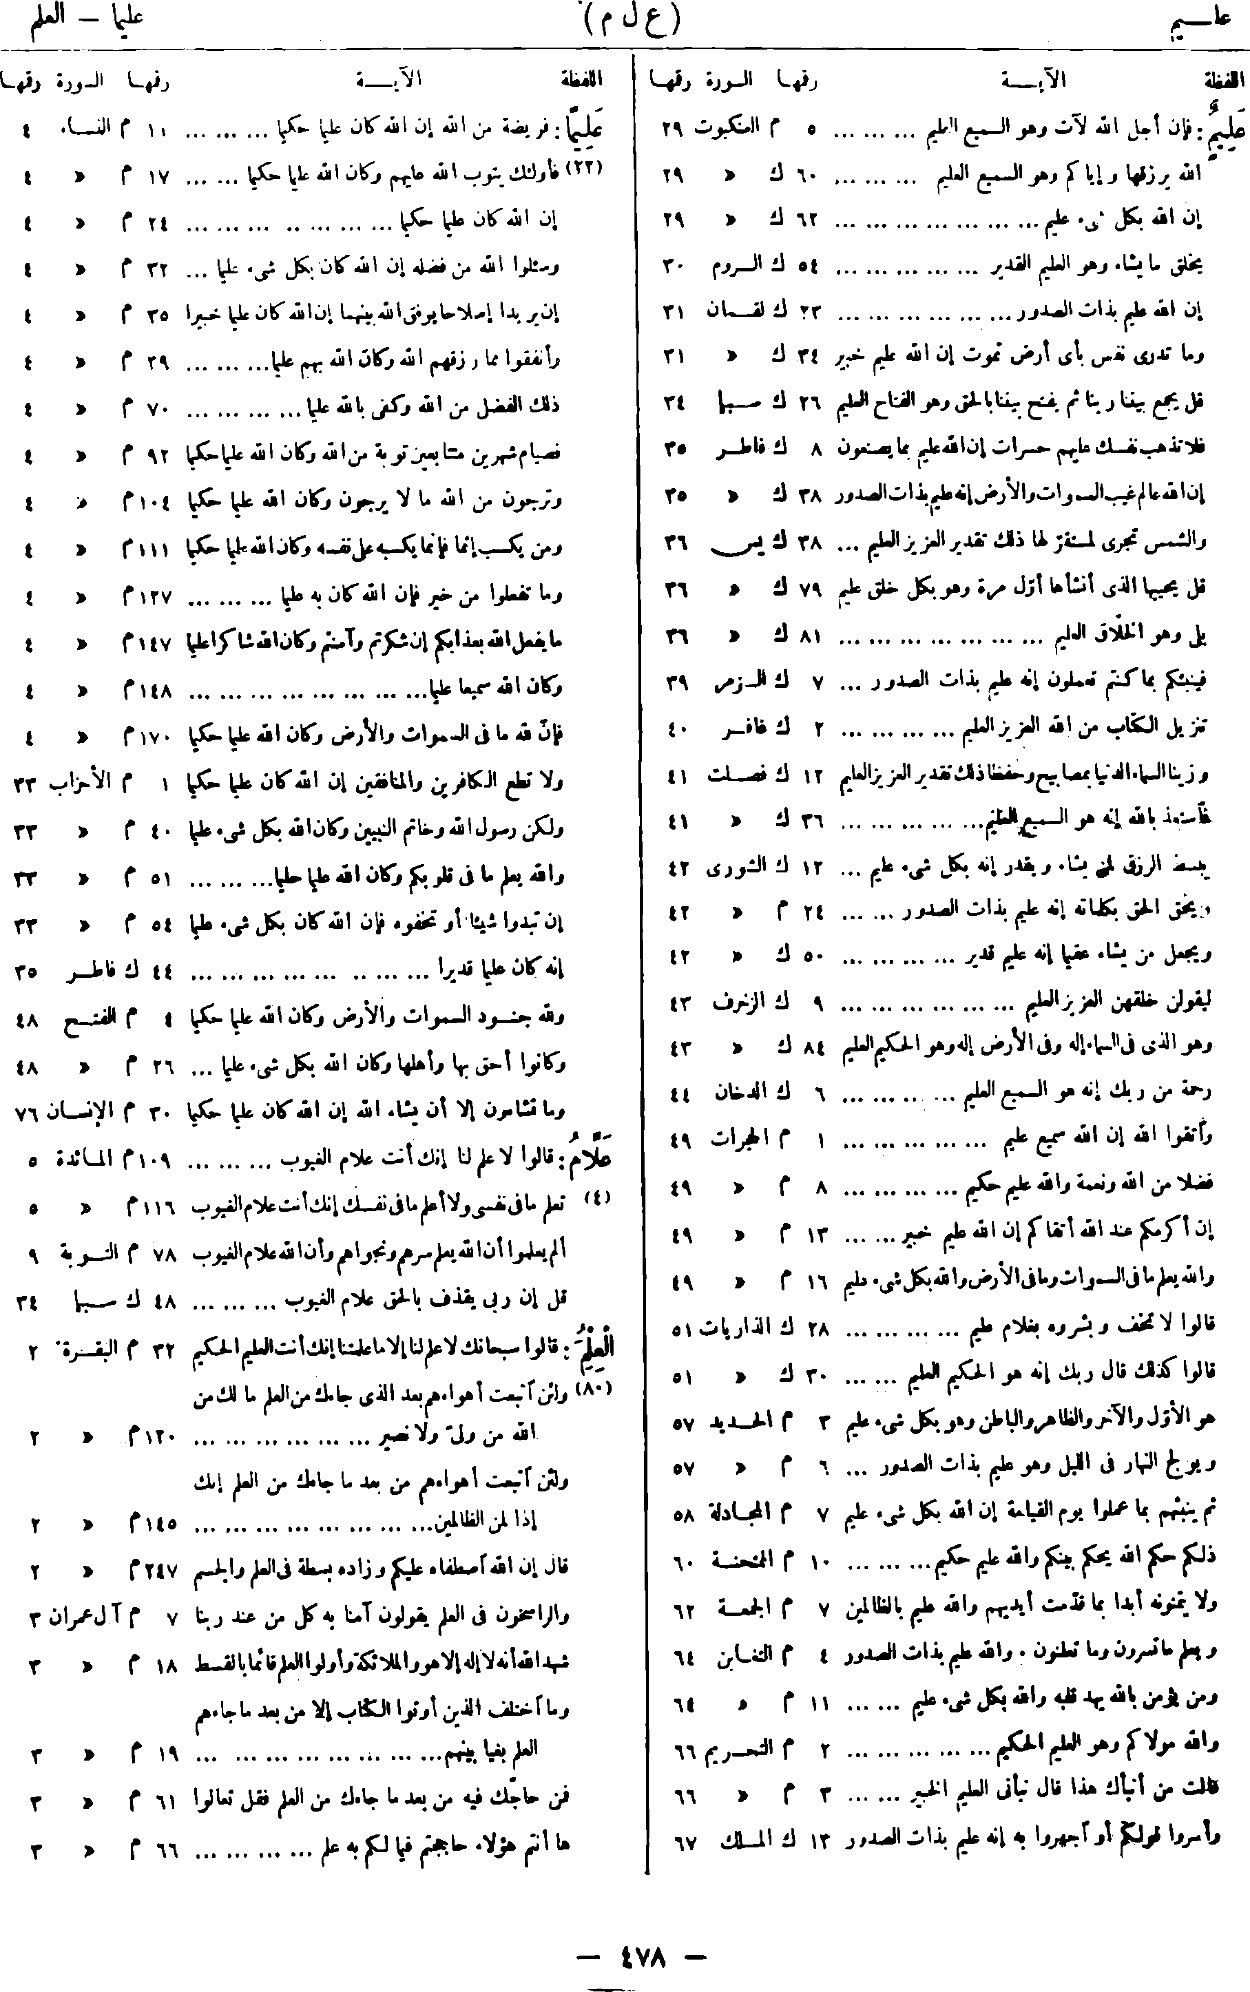 عليم (ع ل م) عليما — العلم
اللفظة الآيــة رقمها السورة رقمها
عَلِيمٌ : فإن أجل الله لآت وهو السميع العليم ... ... ... ٥ م العنكبوت ٢٩
الله يرزقها وإياكم وهو السميع العليم ... ... ... ٦٠ ك « ٢٩
إن الله بكل شىء عليم ... ... ... ... ... ... ... ٦٢ ك « ٢٩
يخلق ما يشاء وهو العليم القدير ... ... ... ... ... ٥٤ ك الروم ٣٠
إن الله عليم بذات الصدور ... ... ... ... ... ... ٢٣ ك لقمان ٣١
وما تدرى نفس بأى أرض تموت إن الله عليم خبير ٣٤ ك « ٣١
قل يجمع بيننا ربنا ثم يفتح بيننا بالحق وهو الفتاح العليم ٢٦ ك سبإ ٣٤
فلا تذهب نفسك عليهم حسرات إن الله عليم بما يصنعون ٨ ك فاطر ٣٥
إن الله عالم غيب السموات والأرض إنه عليم بذات الصدور ٣٨ ك « ٣٥
والشمس تجرى لمستقرّ لها ذلك تقدير العزيز العليم ... ٣٨ ك يس ٣٦
قل يحييها الذى أنشأها أوّل مرة وهو بكل خلق عليم ٧٩ ك « ٣٦
بلى وهو الخلّاق العليم ... ... ... ... ... ... ... ٨١ ك « ٣٦
فينبئكم بما كنتم تعملون إنه عليم بذات الصدور ... ٧ ك الزمر ٣٩
تنزيل الكتاب من الله العزيز العليم ... ... ... ... ٢ ك غافر ٤٠
وزينا السماء الدنيا بمصابيح وحفظا ذلك تقدير العزيز العليم ١٢ ك فصلت ٤١
فٱستعذ بالله إنه هو السميع العليم ... ... ... ... ... ٣٦ ك « ٤١
يبسط الرزق لمن يشاء ويقدر إنه بكل شىء عليم ... ١٢ ك الشورى ٤٢
ويحق الحق بكلماته إنه عليم بذات الصدور ... ... ٢٤ م « ٤٢
ويجعل من يشاء عقيما إنه عليم قدير ... ... ... ... ٥٠ ك « ٤٢
ليقولن خلقهن العزيز العليم ... ... ... ... ... ... ٩ ك الزخرف ٤٣
وهو الذى فى السماء إله وفى الأرض إله وهو الحكيم العليم ٨٤ ك « ٤٣
رحمة من ربك إنه هو السميع العليم ... ... ... ... ٦ ك الدخان ٤٤
وٱتقوا الله إن الله سميع عليم ... ... ... ... ... ١ م الحجرات ٤٩
فضلا من الله ونعمة والله عليم حكيم ... ... ... ... ٨ م « ٤٩
إن أكرمكم عند الله أتقاكم إن الله عليم خبير ... ... ١٣ م « ٤٩
والله يعلم ما فى السموات وما فى الأرض والله بكل شىء عليم ١٦ م « ٤٩
قالوا لا تخف وبشروه بغلام عليم ... ... ... ... ٢٨ ك الذاريات ٥١
قالوا كذلك قال ربك إنه هو الحكيم العليم ... ... ٣٠ ك « ٥١
هو الأوّل والآخر والظاهر والباطن وهو بكل شىء عليم ٣ م الحديد ٥٧
ويولج النهار فى الليل وهو عليم بذات الصدور ... ٦ م « ٥٧
ثم ينبئهم بما عملوا يوم القيامة إن الله بكل شىء عليم ٧ م المجادلة ٥٨
ذلكم حكم الله يحكم بينكم والله عليم حكيم ... ... ... ١٠ م الممتحنة ٦٠
ولا يتمنونه أبدا بما قدّمت أيديهم والله عليم بالظالمين ٧ م الجمعة ٦٢
ويعلم ما تسرون وما تعلنون . والله عليم بذات الصدور ٤ م التغابن ٦٤
ومن يؤمن بالله يهد قلبه والله بكل شىء عليم ... ... ١١ م « ٦٤
والله مولاكم وهو العليم الحكيم ... ... ... ... ... ٢ م التحريم ٦٦
قالت من أنبأك هذا قال نبأنى العليم الخبير ... ... ٣ م « ٦٦
وأسروا قولكم أو ٱجهروا به إنه عليم بذات الصدور ١٣ ك الملك ٦٧
اللفظة الآيــة رقمها السورة رقمها
عَلِيمًا : فريضة من الله إن الله كان عليما حكيما ... ... ... ١١ م النساء ٤
(٢٢) فأولئك يتوب الله عليهم وكان الله عليما حكيما ... ... ١٧ م « ٤
إن الله كان عليما حكيما ... ... ... .. ... ... ... ٢٤ م « ٤
وسئلوا الله من فضله إن الله كان بكل شىء عليما ... ٣٢ م « ٤
إن يريدا إصلاحا يوفق الله بينهما إن الله كان عليما خبيرا ٣٥ م « ٤
وأنفقوا مما رزقهم الله وكان الله بهم عليما ... ... ... ٣٩ م « ٤
ذلك الفضل من الله وكفى بالله عليما ... ... ... ... ٧٠ م « ٤
فصيام شهرين متتابعين توبة من الله وكان الله عليما حكيما ٩٢ م « ٤
وترجون من الله ما لا يرجون وكان الله عليما حكيما ١٠٤ م « ٤
ومن يكسب إثما فإنما يكسبه على نفسه وكان الله عليما حكيما ١١١ م « ٤
وما تفعلوا من خير فإن الله كان به عليما ... ... ... ١٢٧ م « ٤
ما يفعل الله بعذابكم إن شكرتم وآمنتم وكان الله شاكرا عليما ١٤٧ م « ٤
وكان الله سميعا عليما ... ... ... ... ... ... ... ... ١٤٨ م « ٤
فإنّ لله ما فى السموات والأرض وكان الله عليما حكيما ١٧٠ م « ٤
ولا تطع الكافرين والمنافقين إن الله كان عليما حكيما ١ م الأحزاب ٣٣
ولكن رسول الله وخاتم النبيين وكان الله بكل شىء عليما ٤٠ م « ٣٣
والله يعلم ما فى قلوبكم وكان الله عليما حليما ... ... ... ٥١ م « ٣٣
إن تبدوا شيئا أو تخفوه فإن الله كان بكل شىء عليما ٥٤ م « ٣٣
إنه كان عليما قديرا ... ... .. ... ... ... ... ... ٤٤ ك فاطر ٣٥
ولله جنود السموات والأرض وكان الله عليما حكيما ٤ م الفتح ٤٨
وكانوا أحق بها وأهلها وكان الله بكل شىء عليما ... ٢٦ م « ٤٨
وما تشاءون إلا أن يشاء الله إن الله كان عليما حكيما ٣٠ م الإنسان ٧٦
عَلَّامُ : قالوا لا علم لنا إنك أنت علام الغيوب ... ... ... ١٠٩ م المائدة ٥
(٤) تعلم ما فى نفسى ولا أعلم ما فى نفسك إنك أنت علام الغيوب ١١٦ م « ٥
ألم يعلموا أن الله يعلم سرهم ونجواهم وأن الله علام الغيوب ٧٨ م التوبة ٩
قل إن ربى يقذف بالحق علام الغيوب ... ... ... ... ٤٨ ك سبإ ٣٤
الْعِلْمُ : قالوا سبحانك لا علم لنا إلا ما علمتنا إنك أنت العليم الحكيم ٣٢ م البقرة ٢
(٨٠) ولئن ٱتبعت أهواءهم بعد الذى جاءك من العلم ما لك من
الله من ولىّ ولا نصير ... ... ... ... ... ... ... ١٢٠ م « ٢
ولئن ٱتبعت أهواءهم من بعد ما جاءك من العلم إنك
إذا لمن الظالمين ... ... ... ... ... ... ... ... ... ١٤٥ م « ٢
قال إن الله ٱصطفاه عليكم وزاده بسطة فى العلم والجسم ٢٤٧ م « ٢
والراسخون فى العلم يقولون آمنا به كل من عند ربنا ٧ م آل عمران ٣
شهد الله أنه لا إله إلا هو والملائكة وأولوا العلم قائما بالقسط ١٨ م « ٣
وما ٱختلف الذين أوتوا الكتاب إلا من بعد ما جاءهم
العلم بغيا بينهم ... ... ... ... ... ... ... ... ... ١٩ م « ٣
فمن حاجّك فيه من بعد ما جاءك من العلم فقل تعالوا ٦١ م « ٣
ها أنتم هؤلاء حاججتم فيما لكم به علم ... ... ... ... ٦٦ م « ٣
— ٤٧٨ —